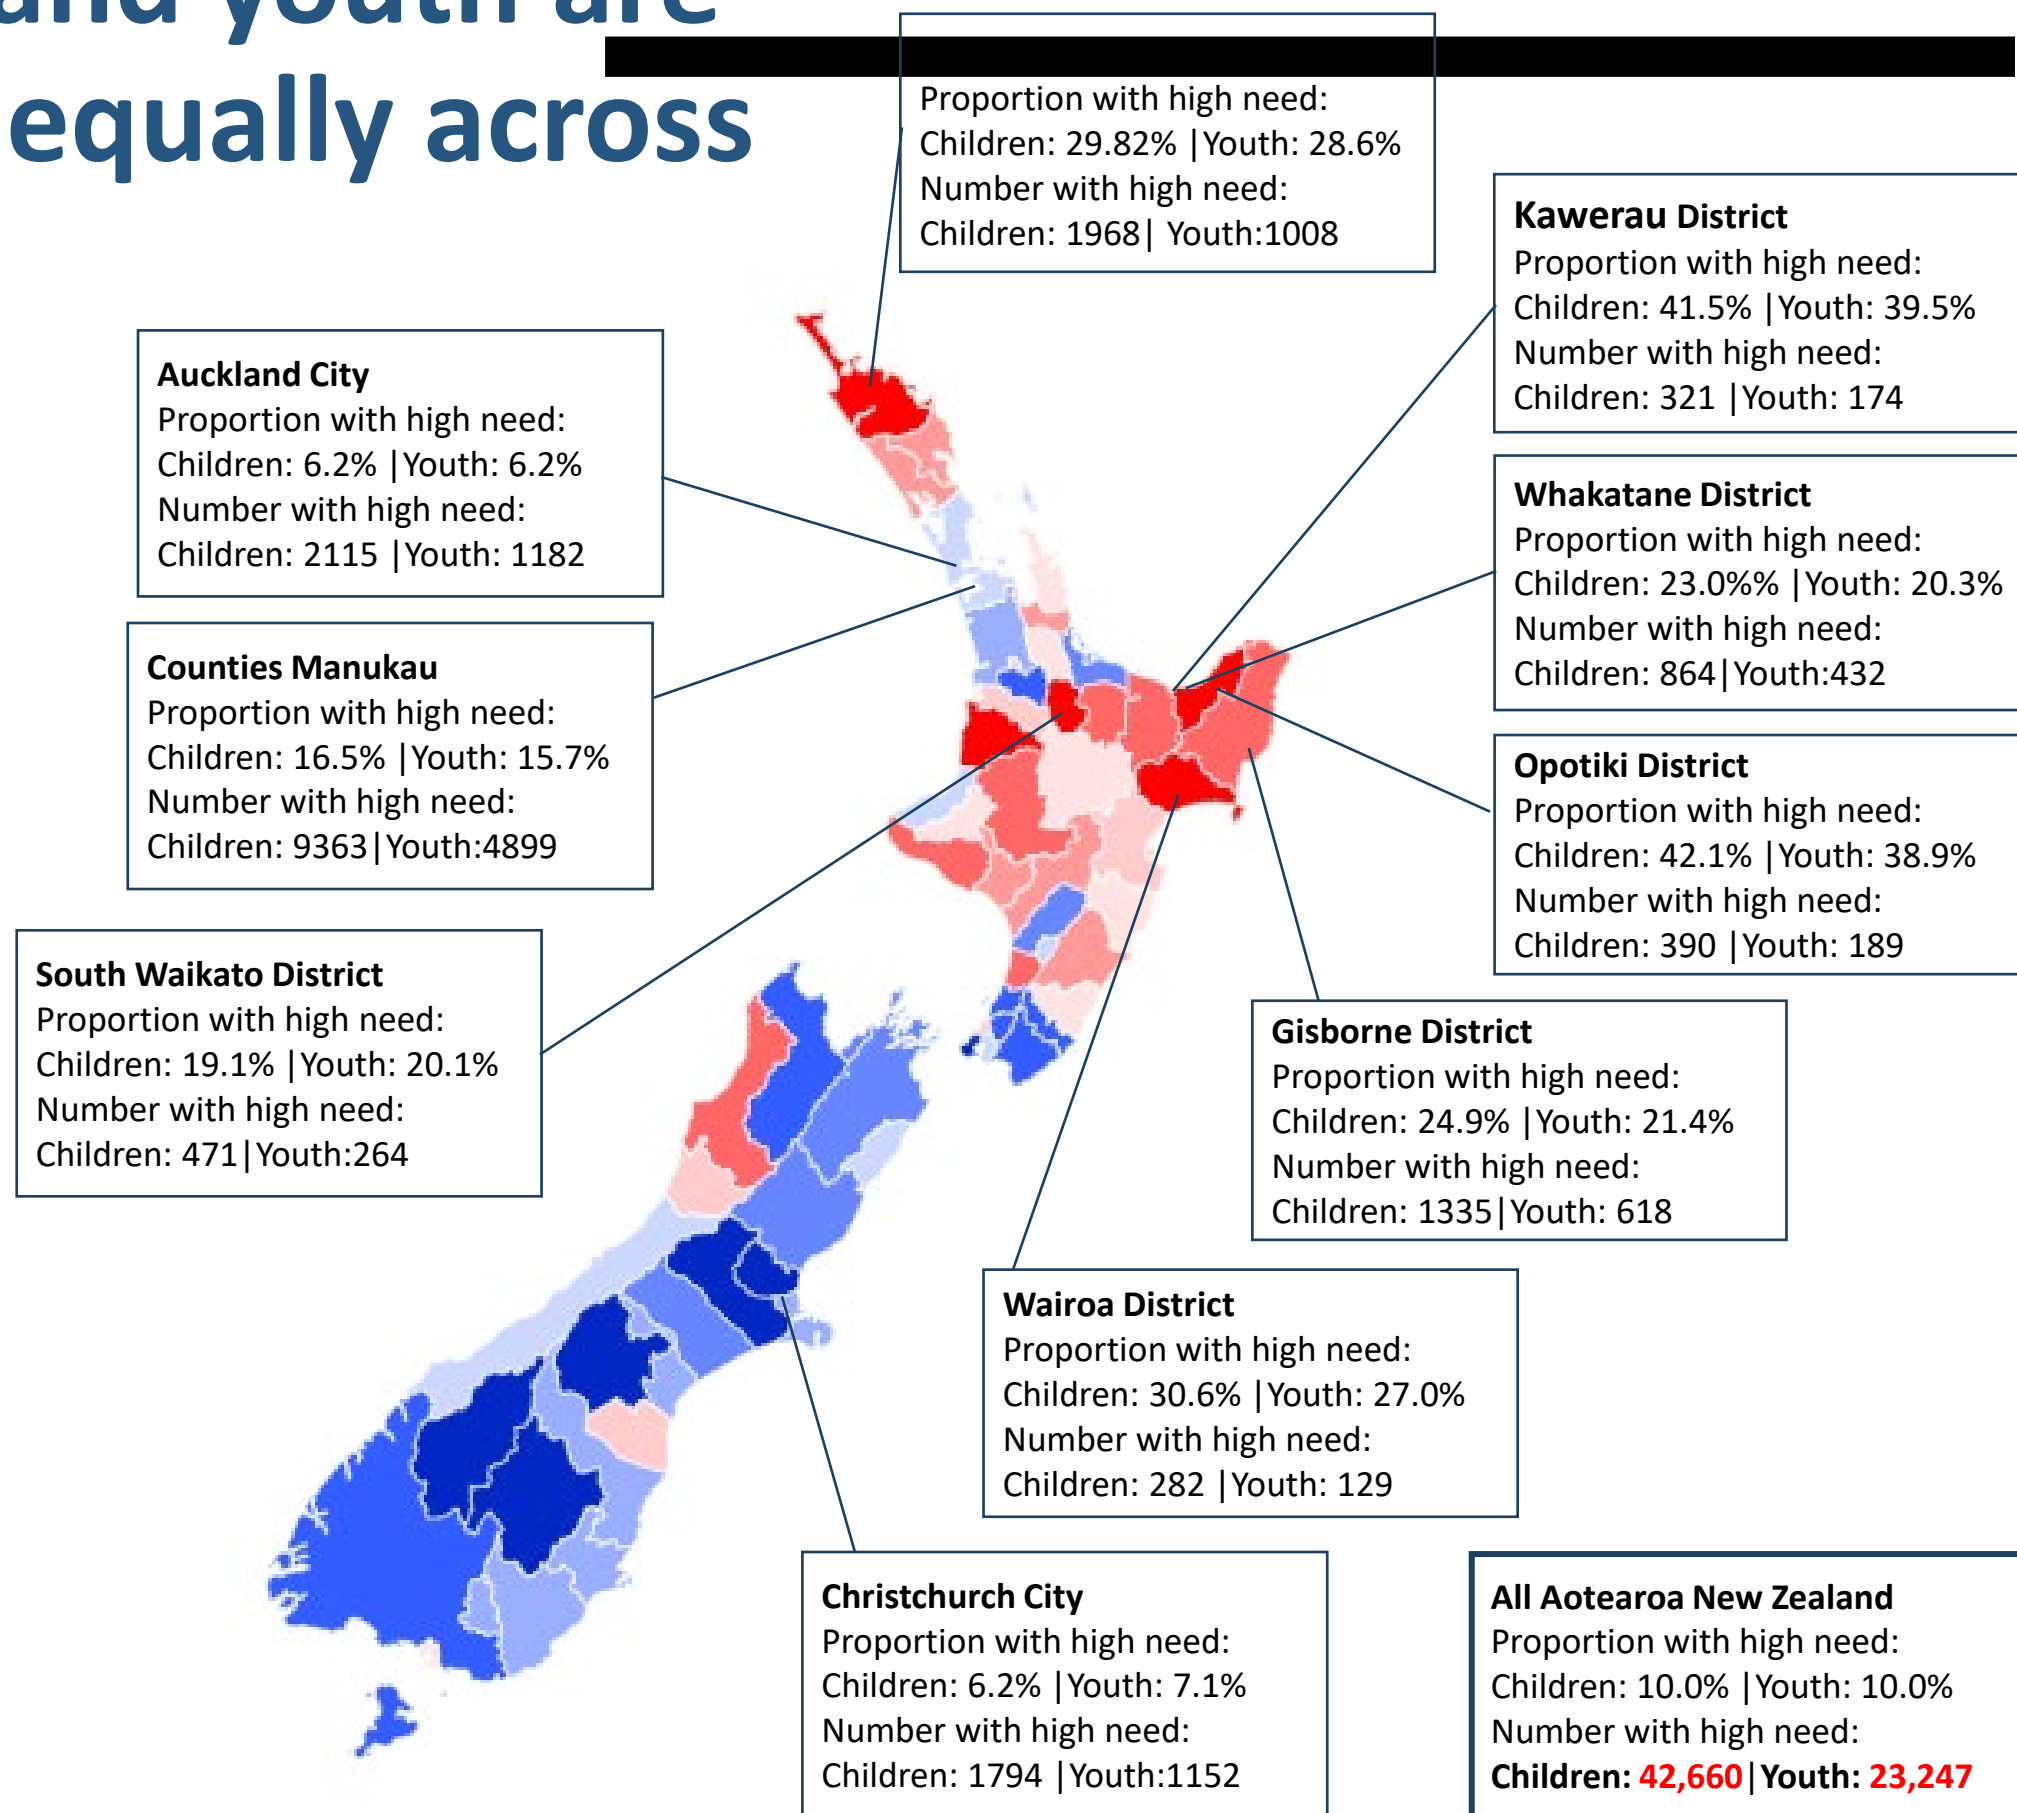 and youth are
equally across
Proportion with high need:
Children: 29.82% |Youth: 28.6%
Number with high need:
Children: 1968| Youth:1008
Kawerau District
Proportion with high need:
Children: 41.5% |Youth: 39.5%
Number with high need:
Children: 321 |Youth: 174
Auckland City
Proportion with high need:
Children: 6.2% |Youth: 6.2%
Number with high need:
Children: 2115 |Youth: 1182
Whakatane District
Proportion with high need:
Children: 23.0%% |Youth: 20.3%
Number with high need:
Children: 864|Youth:432
Counties Manukau
Proportion with high need:
Children: 16.5% |Youth: 15.7%
Number with high need:
Children: 9363|Youth:4899
Opotiki District
Proportion with high need:
Children: 42.1% |Youth: 38.9%
Number with high need:
Children: 390 |Youth: 189
South Waikato District
Proportion with high need:
Children: 19.1% |Youth: 20.1%
Number with high need:
Children: 471|Youth:264
Gisborne District
Proportion with high need:
Children: 24.9% |Youth: 21.4%
Number with high need:
Children: 1335|Youth: 618
Wairoa District
Proportion with high need:
Children: 30.6% |Youth: 27.0%
Number with high need:
Children: 282 |Youth: 129
Christchurch City
Proportion with high need:
Children: 6.2% |Youth: 7.1%
Number with high need:
Children: 1794 |Youth:1152
All Aotearoa New Zealand
Proportion with high need:
Children: 10.0% |Youth: 10.0%
Number with high need:
Children: 42,660|Youth: 23,247